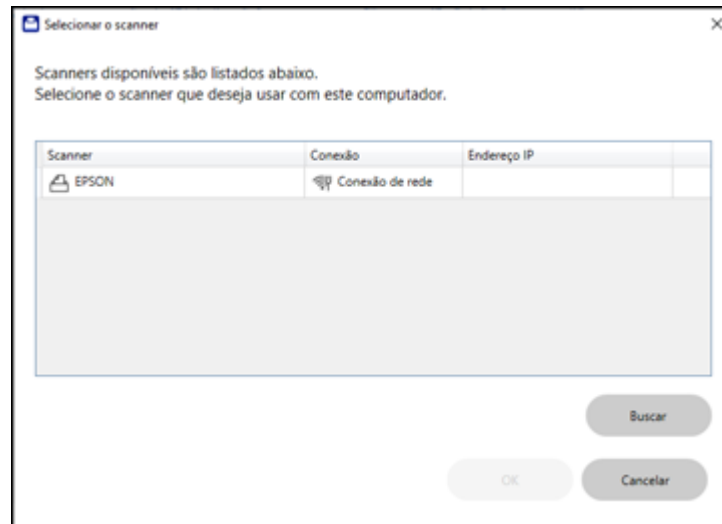 Selecionar o scanner
Scanners disponíveis são listados abaixo.
Selecione o scanner que deseja usar com este computador.
Scanner Conexão Endereço IP
EPSON Conexão de rede
Buscar
OK Cancelar